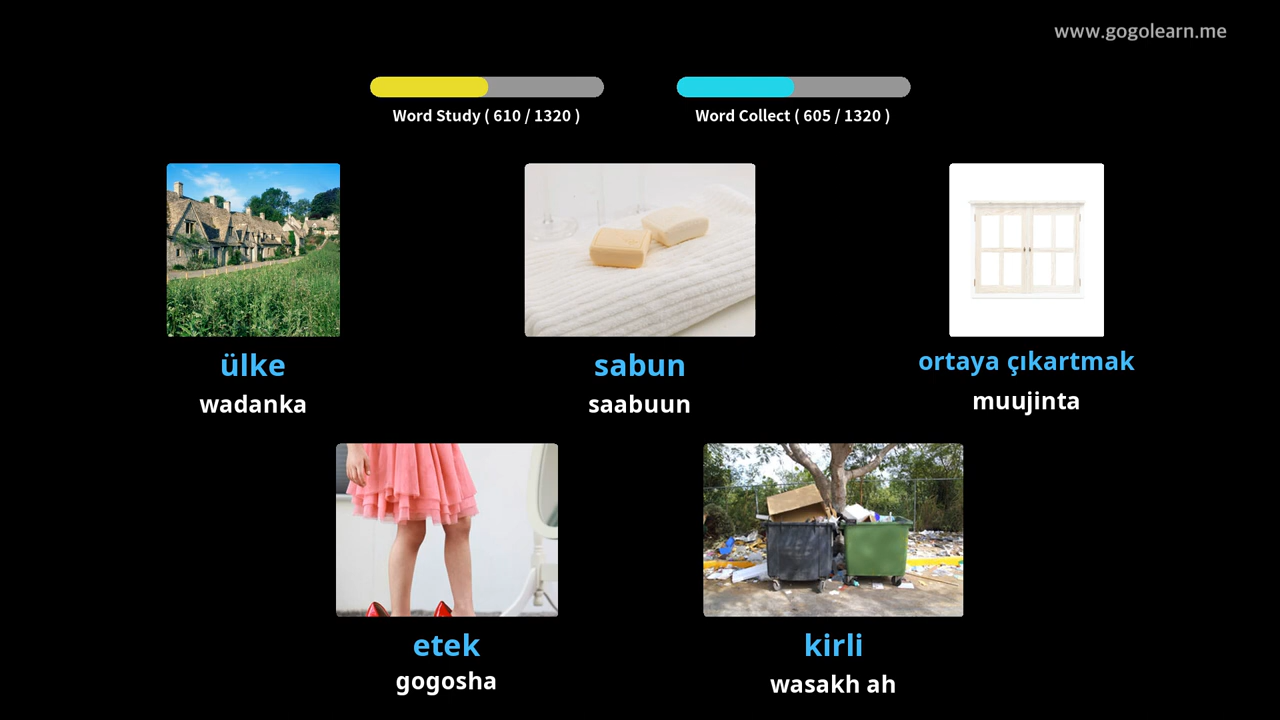 www.gogolearn.me
Word Study ( 610 / 1320 )
Word Collect ( 605 / 1320 )
ülke
wadanka
sabun
saabuun
ortaya çıkartmak
muujinta
etek
gogosha
kirli
wasakh ah